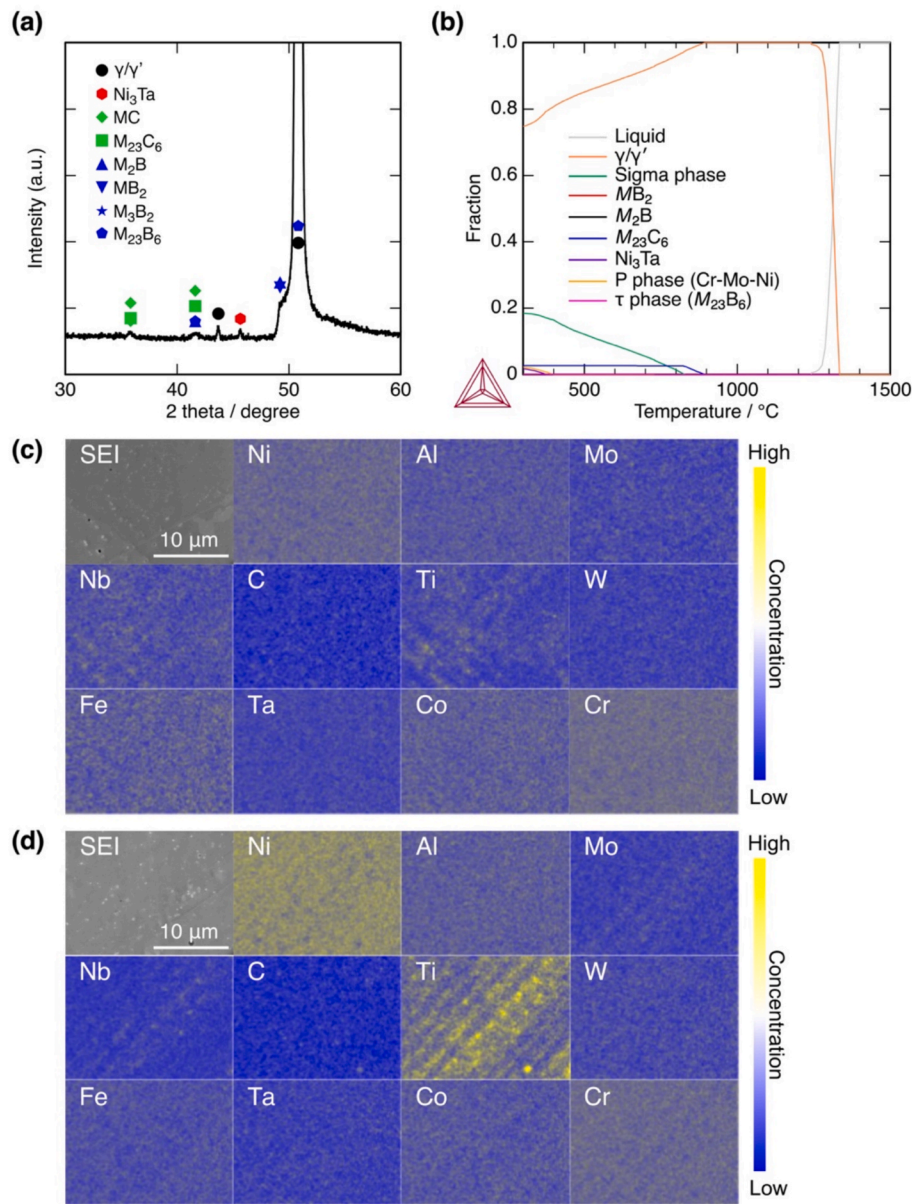 (a)
Intensity (a.u.)
γ/γ'
Ni₃Ta
MC
M₂₃C₆
M₂B
MB₂
M₃B₂
M₂₃B₆
30 40 50 60
2 theta / degree
(b)
Fraction
1.0
0.8
0.6
0.4
0.2
0
Liquid
γ/γ′
Sigma phase
MB₂
M₂B
M₂₃C₆
Ni₃Ta
P phase (Cr-Mo-Ni)
τ phase (M₂₃B₆)
500 1000 1500
Temperature / °C
(c)
SEI Ni Al Mo
10 μm
Nb C Ti W
Fe Ta Co Cr
High
Concentration
Low
(d)
SEI Ni Al Mo
10 μm
Nb C Ti W
Fe Ta Co Cr
High
Concentration
Low